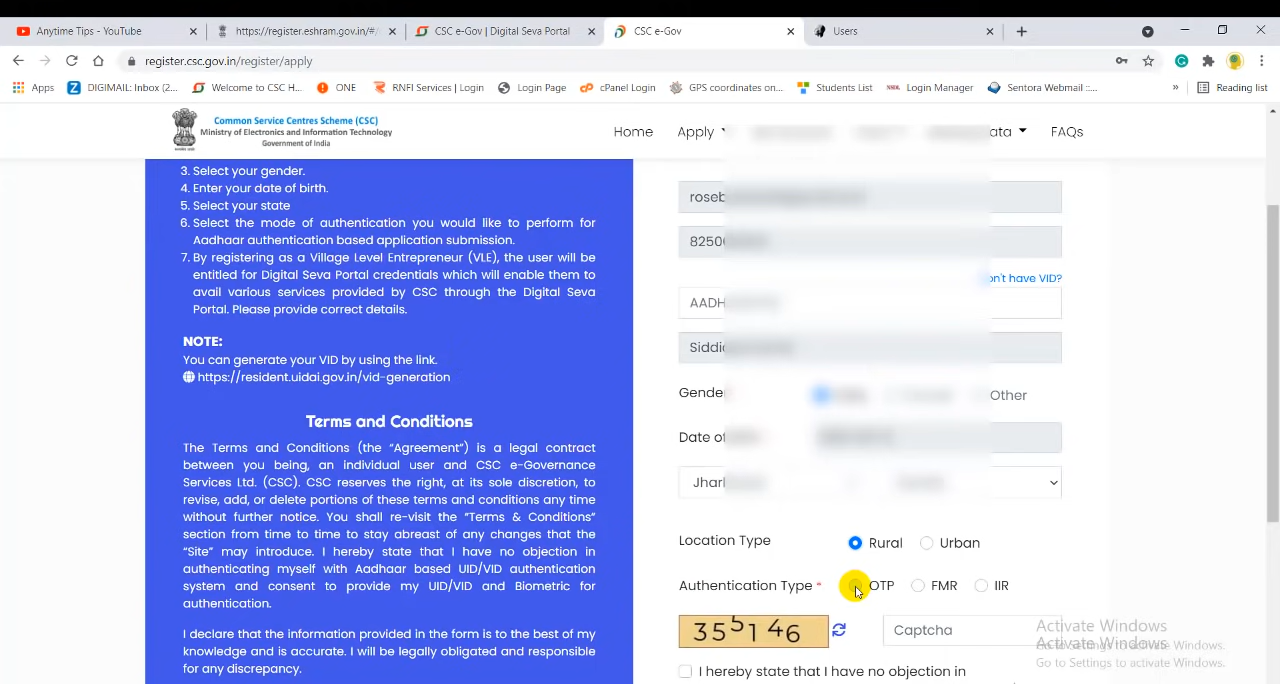 Anytime Tips - YouTube
https://register.eshram.gov.in/#/
CSC e-Gov | Digital Seva Portal
CSC e-Gov
Users
register.csc.gov.in/register/apply
Apps
DIGIMAIL: Inbox (2...
Welcome to CSC H...
ONE
RNFI Services | Login
Login Page
cPanel Login
GPS coordinates on...
Students List
Login Manager
Sentora Webmail ::...
»
Reading list
Common Service Centres Scheme (CSC)
Ministry of Electronics and Information Technology
Government of India
Home
Apply
ata
FAQs
3. Select your gender.
4. Enter your date of birth.
5. Select your state
6. Select the mode of authentication you would like to perform for
Aadhaar authentication based application submission.
7. By registering as a Village Level Entrepreneur (VLE), the user will be
entitled for Digital Seva Portal credentials which will enable them to
avail various services provided by CSC through the Digital Seva
Portal. Please provide correct details.
NOTE:
You can generate your VID by using the link.
https://resident.uidai.gov.in/vid-generation
Terms and Conditions
The Terms and Conditions (the “Agreement”) is a legal contract
between you being, an individual user and CSC e-Governance
Services Ltd. (CSC). CSC reserves the right, at its sole discretion, to
revise, add, or delete portions of these terms and conditions any time
without further notice. You shall re-visit the “Terms & Conditions”
section from time to time to stay abreast of any changes that the
“Site” may introduce. I hereby state that I have no objection in
authenticating myself with Aadhaar based UID/VID authentication
system and consent to provide my UID/VID and Biometric for
authentication.
I declare that the information provided in the form is to the best of my
knowledge and is accurate. I will be legally obligated and responsible
for any discrepancy.
roseb
8250
on't have VID?
AADH
Siddi
Gender
Other
Date of
Jhar
Location Type
Rural
Urban
Authentication Type *
OTP
FMR
IIR
355146
Captcha
I hereby state that I have no objection in
Activate Windows
Activate Windows
Go to Settings to activate Windows.